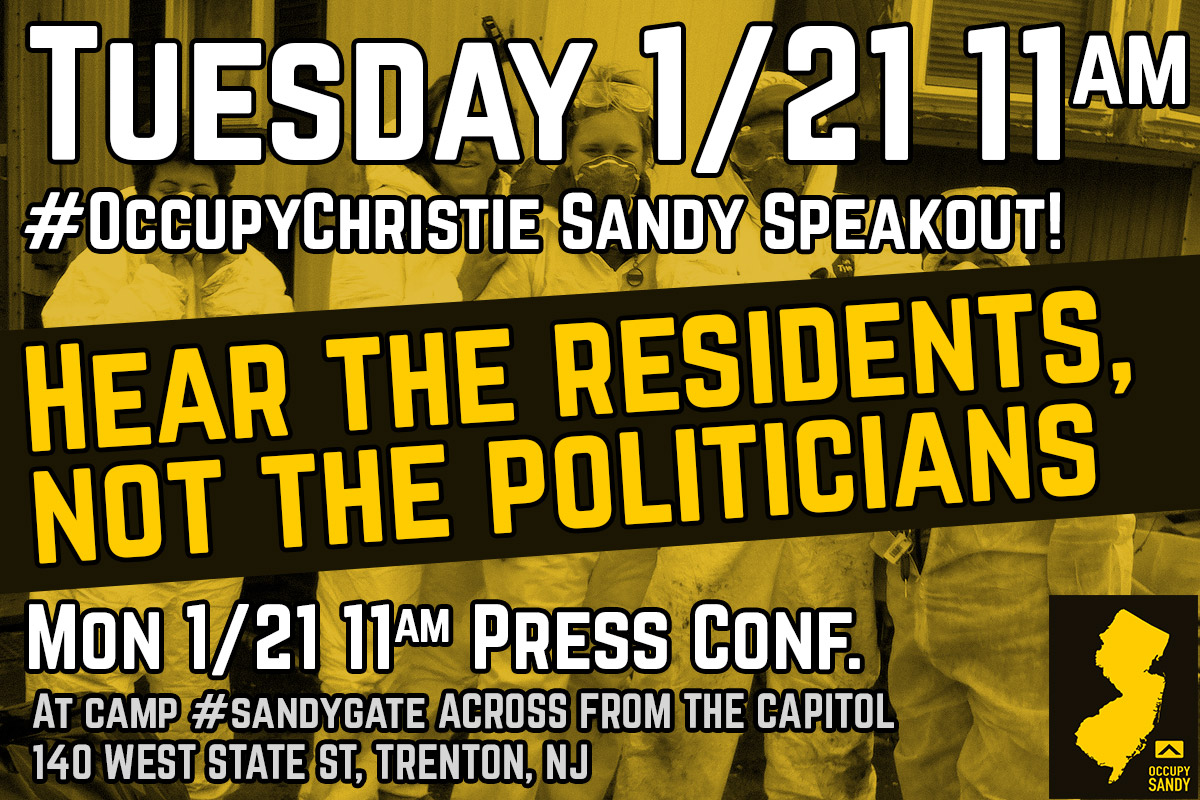 Tuesday 1/21 11AM
#OccupyChristie Sandy Speakout!
Hear the residents,
not the politicians
Mon 1/21 11AM Press Conf.
At camp #sandygate across from the capitol
140 West State St, Trenton, NJ
Occupy
Sandy